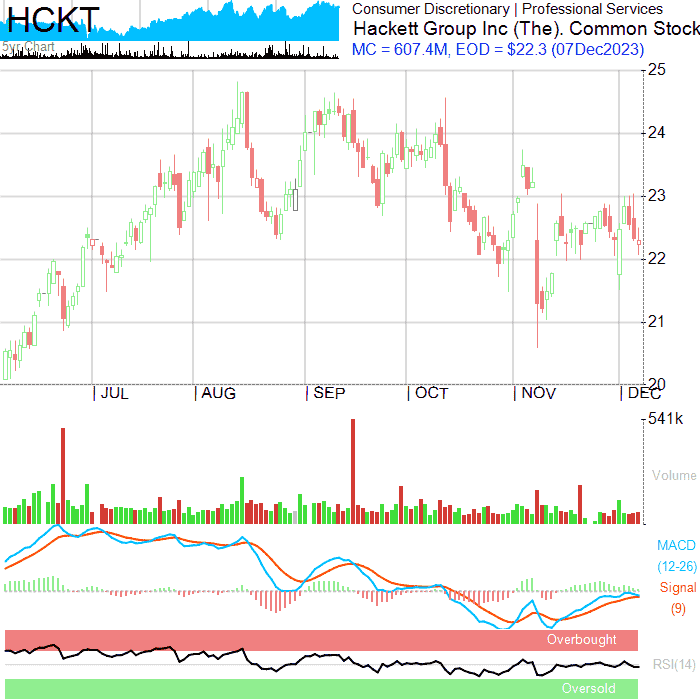 HCKT
Consumer Discretionary | Professional Services
Hackett Group Inc (The). Common Stock
5yr Chart
MC = 607.4M, EOD = $22.3 (07Dec2023)
25
24
23
22
21
20
| JUL | AUG | SEP | OCT | NOV | DEC
541k
Volume
MACD
(12-26)
Signal
(9)
Overbought
RSI(14)
Oversold